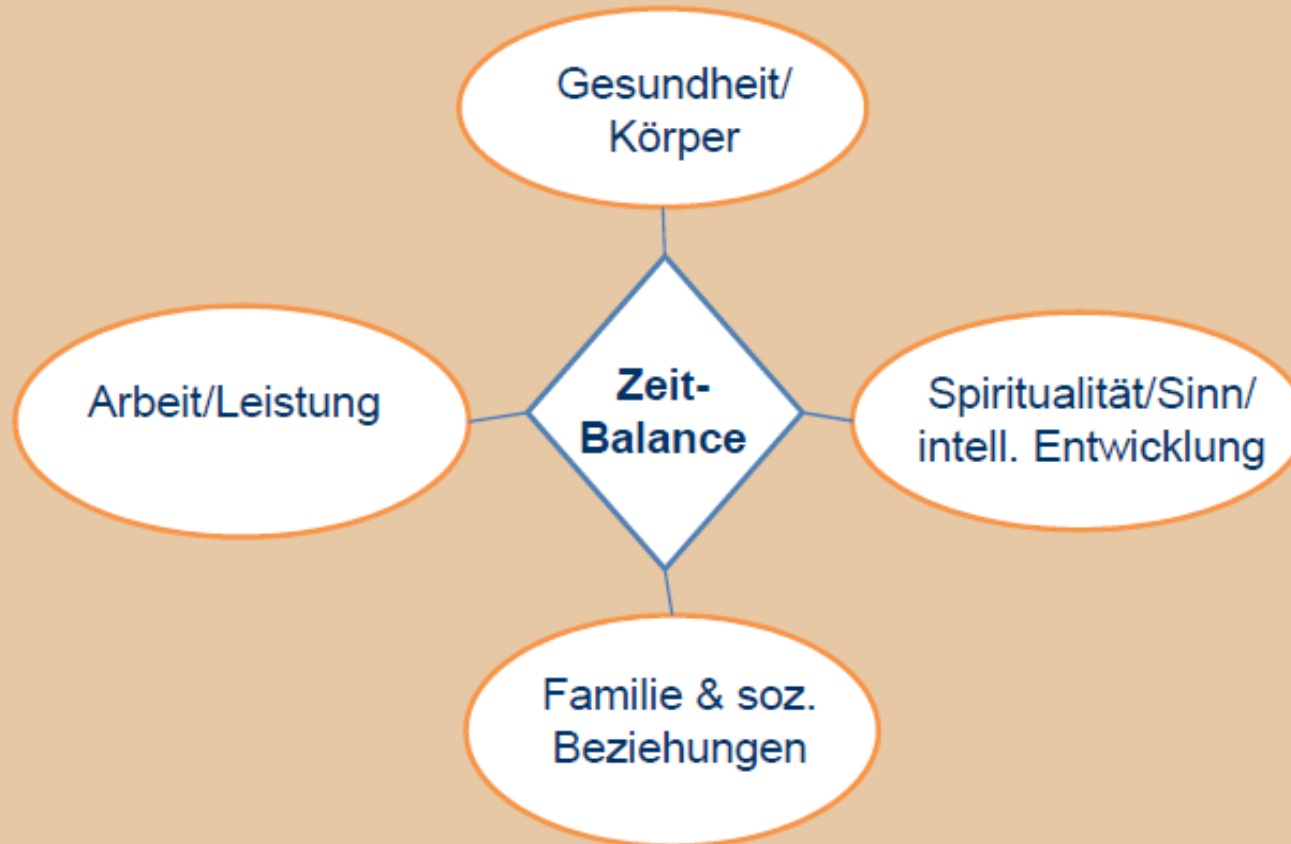 Gesundheit/
Körper
Arbeit/Leistung
Zeit-
Balance
Spiritualität/Sinn/
intell. Entwicklung
Familie & soz.
Beziehungen